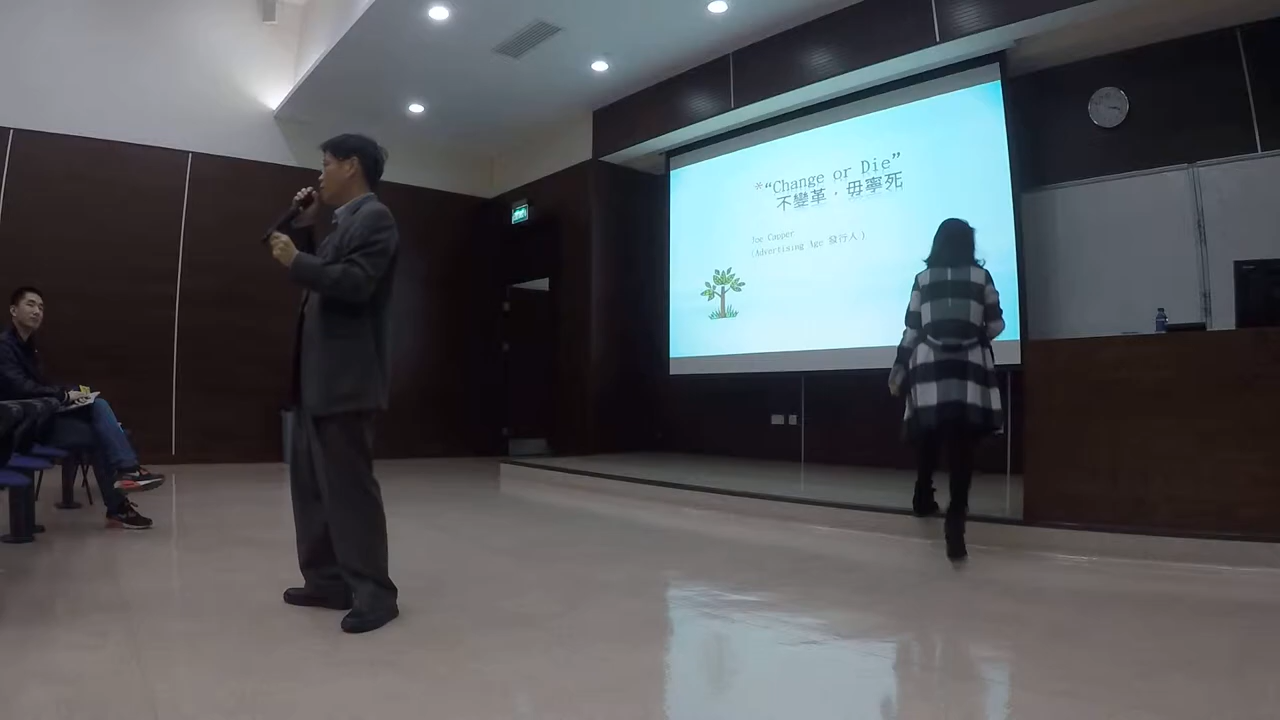 *“Change or Die”
不變革，毋寧死
Joe Capper
(Advertising Age 發行人)